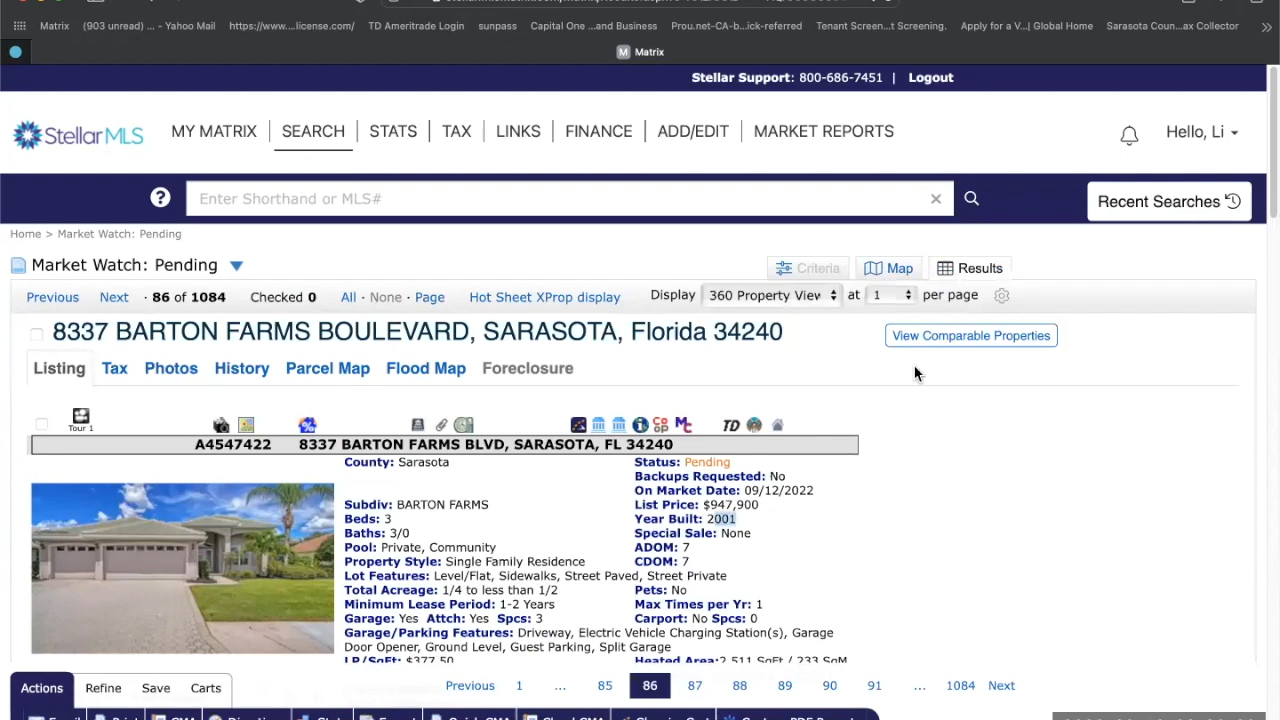 Matrix (903 unread) ... – Yahoo Mail https://www....license.com/ TD Ameritrade Login sunpass Capital One ...and Business Prou.net-CA-b...ick-referred Tenant Screen...t Screening. Apply for a V...| Global Home Sarasota Coun...ax Collector
M Matrix
Stellar Support: 800-686-7451 | Logout
StellarMLS MY MATRIX SEARCH STATS TAX LINKS FINANCE ADD/EDIT MARKET REPORTS Hello, Li
? Enter Shorthand or MLS# Recent Searches
Home > Market Watch: Pending
Market Watch: Pending Criteria Map Results
Previous Next · 86 of 1084 Checked 0 All · None · Page Hot Sheet XProp display Display 360 Property View at 1 per page
8337 BARTON FARMS BOULEVARD, SARASOTA, Florida 34240 View Comparable Properties
Listing Tax Photos History Parcel Map Flood Map Foreclosure
Tour 1
A4547422 8337 BARTON FARMS BLVD, SARASOTA, FL 34240
County: Sarasota Status: Pending
Backups Requested: No
On Market Date: 09/12/2022
Subdiv: BARTON FARMS List Price: $947,900
Beds: 3 Year Built: 2001
Baths: 3/0 Special Sale: None
Pool: Private, Community ADOM: 7
Property Style: Single Family Residence CDOM: 7
Lot Features: Level/Flat, Sidewalks, Street Paved, Street Private
Total Acreage: 1/4 to less than 1/2 Pets: No
Minimum Lease Period: 1-2 Years Max Times per Yr: 1
Garage: Yes Attch: Yes Spcs: 3 Carport: No Spcs: 0
Garage/Parking Features: Driveway, Electric Vehicle Charging Station(s), Garage
Door Opener, Ground Level, Guest Parking, Split Garage
LP/SqFt: $377.50 Heated Area: 2,511 SqFt / 233 SqM
Actions Refine Save Carts Previous 1 ... 85 86 87 88 89 90 91 ... 1084 Next